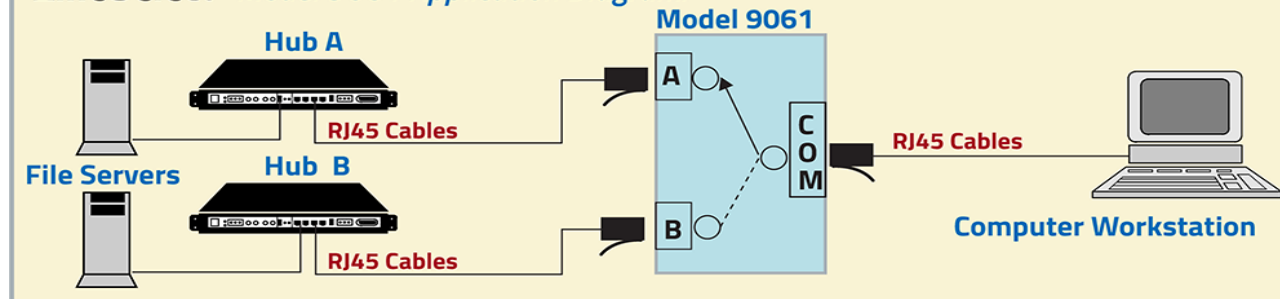 Model 9061
Hub A
A
RJ45 Cables
C
O
M
RJ45 Cables
File Servers
Hub B
B
RJ45 Cables
Computer Workstation